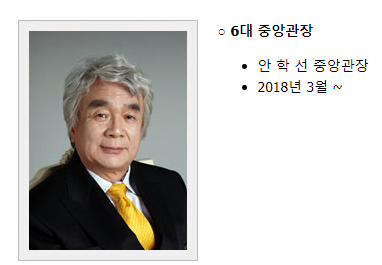 ○ 6대 중앙관장
• 안 학 선 중앙관장
• 2018년 3월 ~